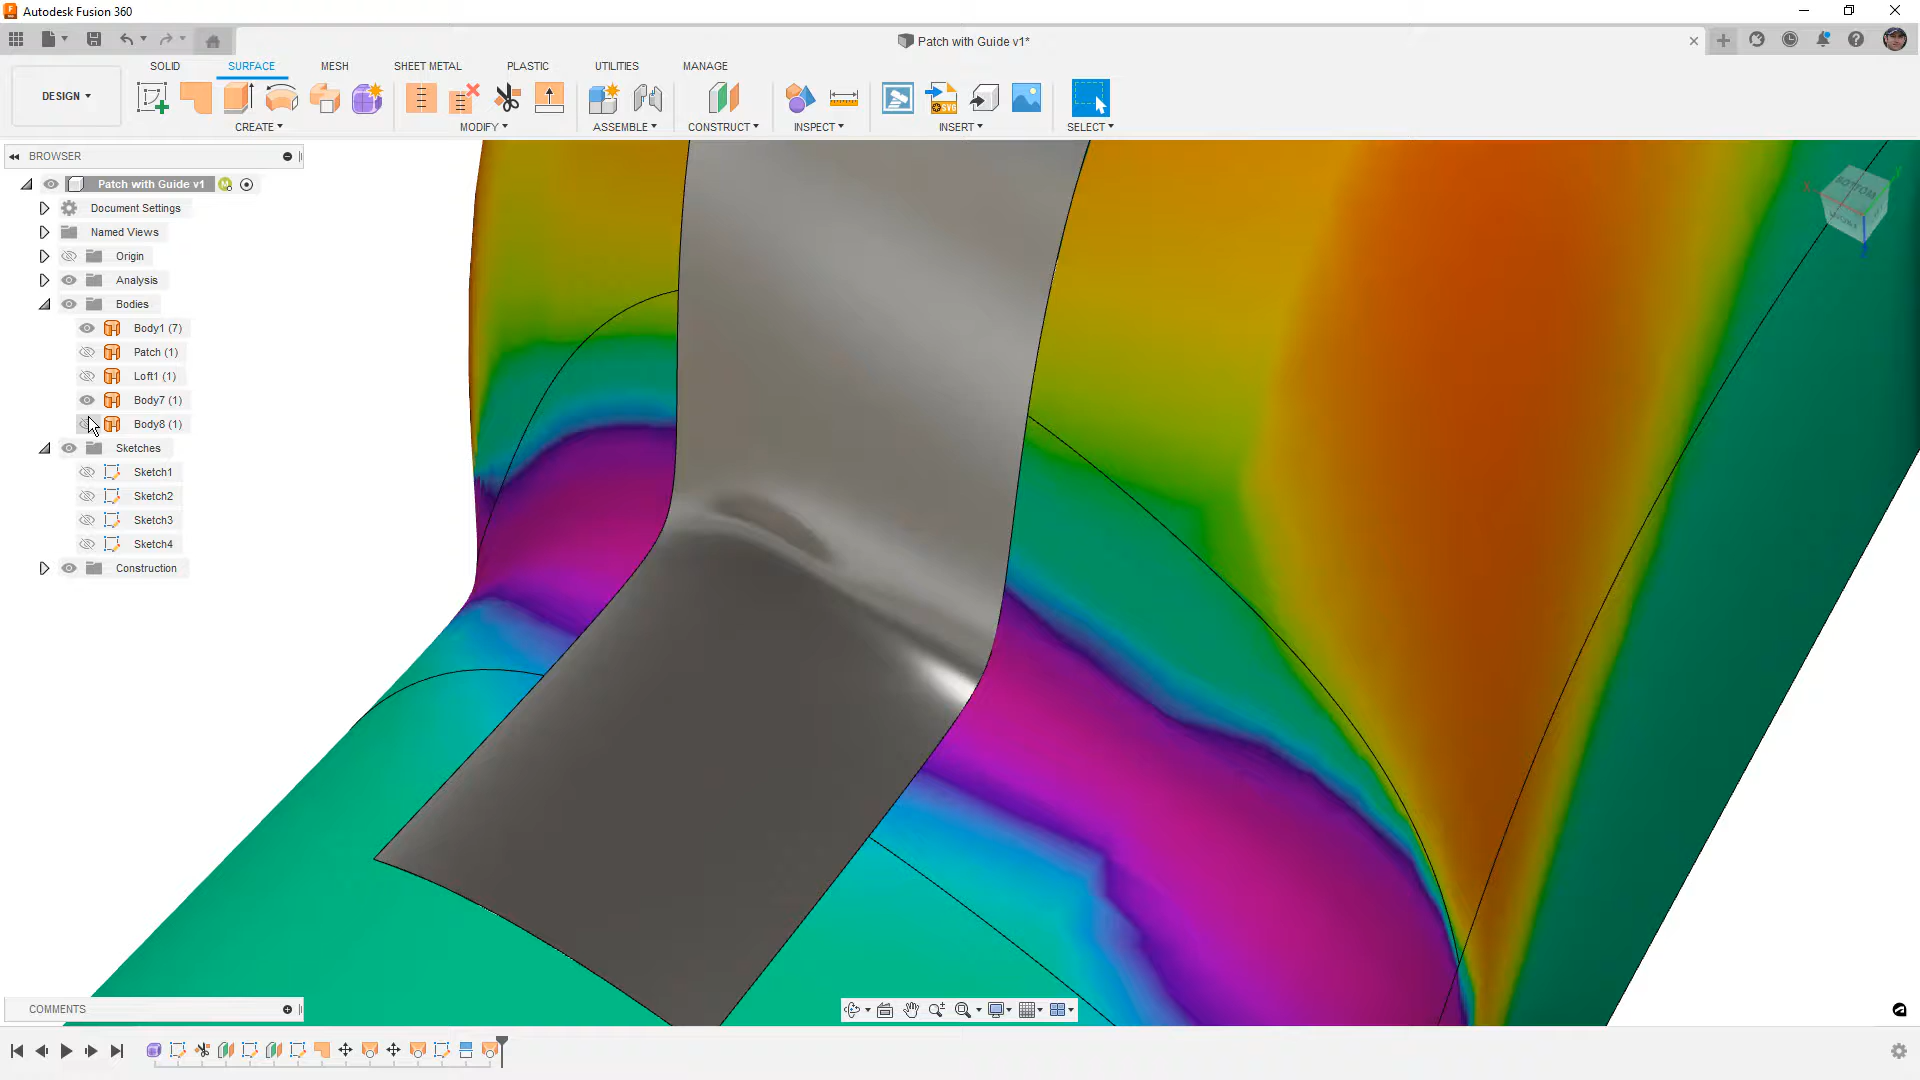 Autodesk Fusion 360
Patch with Guide v1*
DESIGN
SOLID
SURFACE
MESH
SHEET METAL
PLASTIC
UTILITIES
MANAGE
CREATE
MODIFY
ASSEMBLE
CONSTRUCT
INSPECT
INSERT
SELECT
BROWSER
Patch with Guide v1
Document Settings
Named Views
Origin
Analysis
Bodies
Body1 (7)
Patch (1)
Loft1 (1)
Body7 (1)
Body8 (1)
Sketches
Sketch1
Sketch2
Sketch3
Sketch4
Construction
BOTTOM
COMMENTS